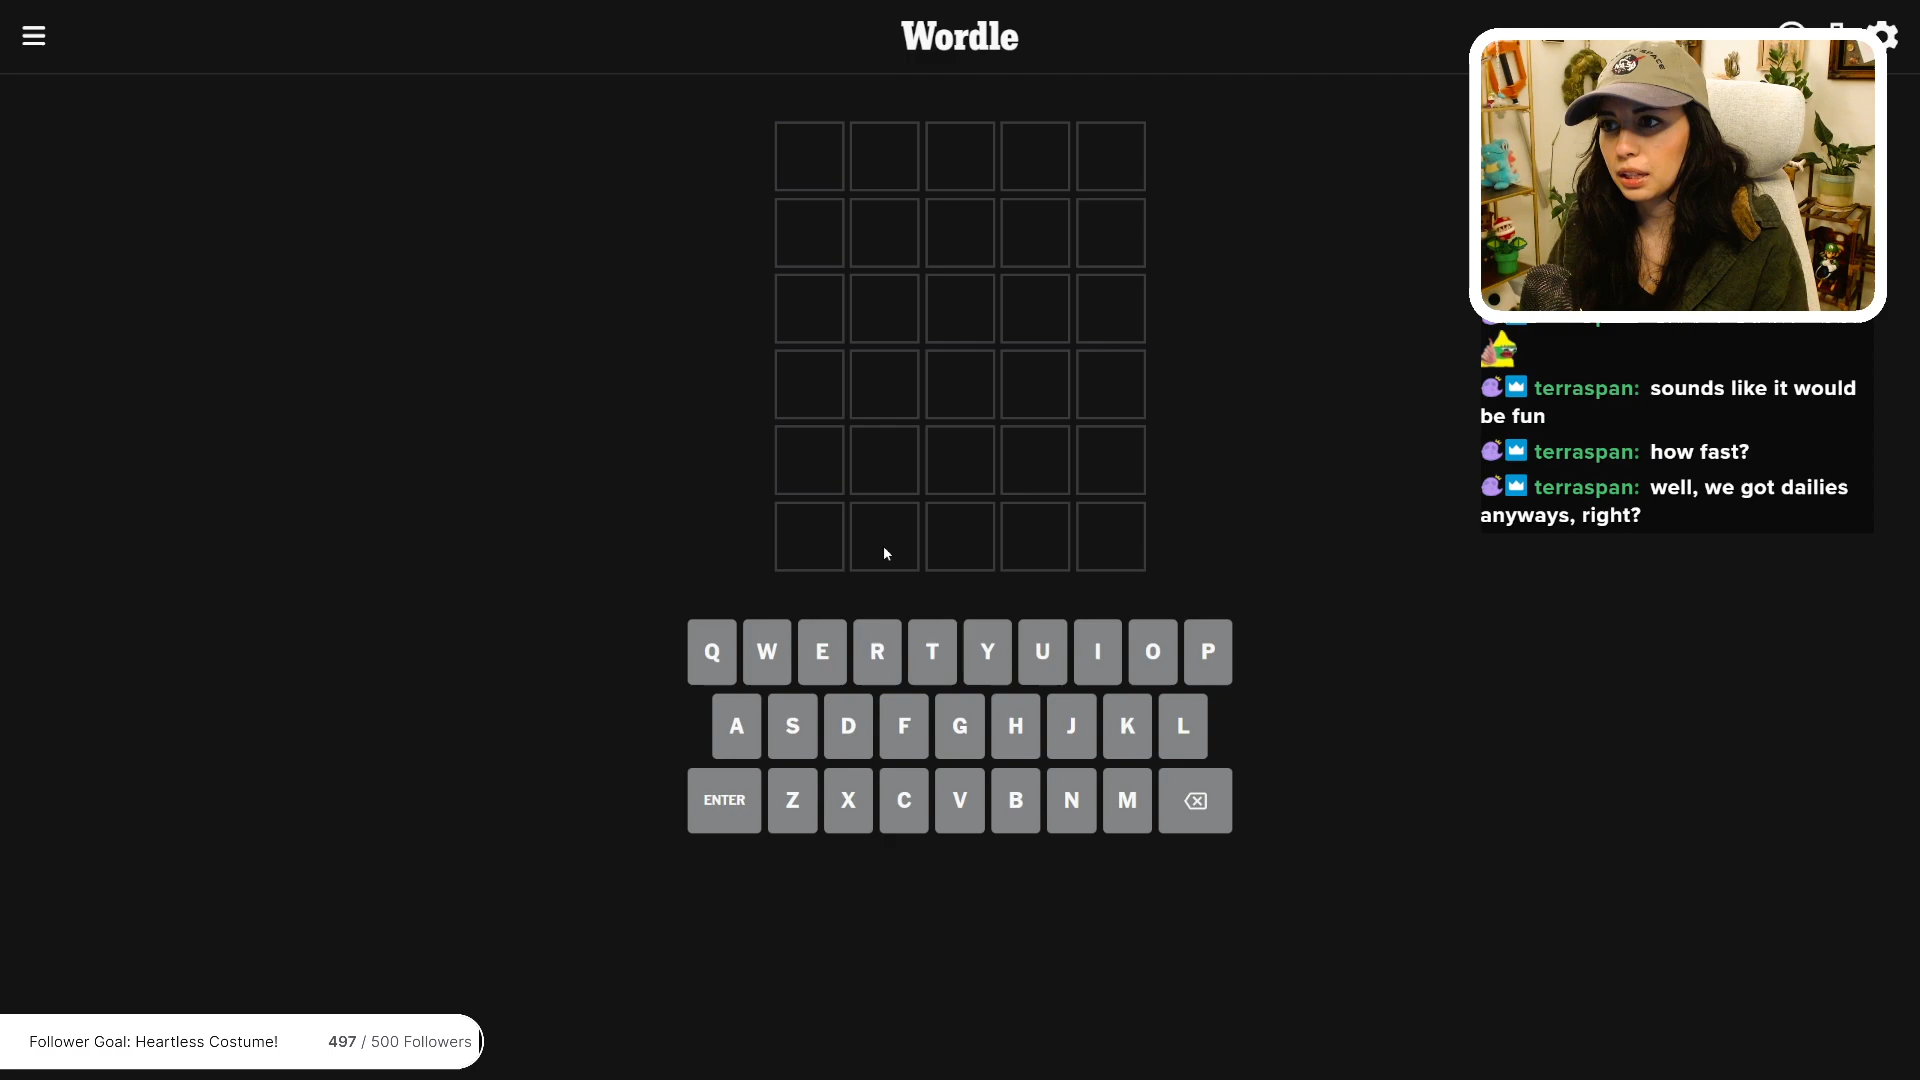 Wordle
terraspan: sounds like it would
be fun
terraspan: how fast?
terraspan: well, we got dailies
anyways, right?
Q W E R T Y U I O P
A S D F G H J K L
ENTER Z X C V B N M
Follower Goal: Heartless Costume! 497 / 500 Followers